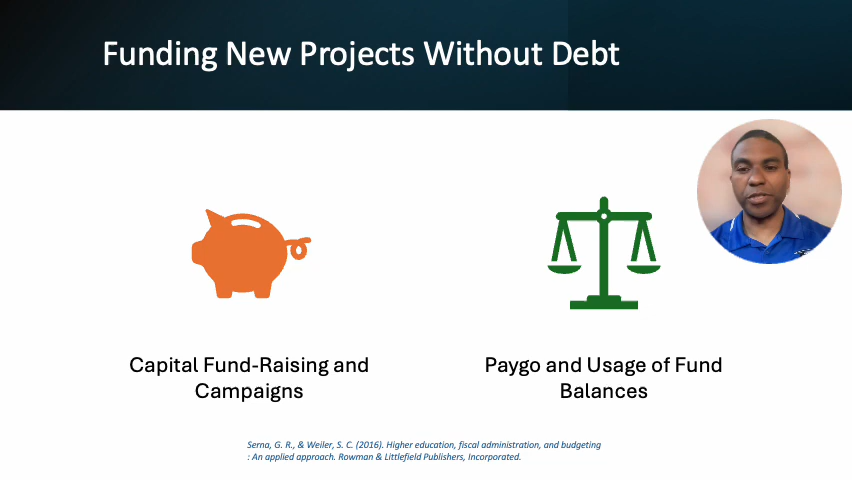 Funding New Projects Without Debt
Capital Fund-Raising and
Campaigns
Paygo and Usage of Fund
Balances
Serna, G. R., & Weiler, S. C. (2016). Higher education, fiscal administration, and budgeting
: An applied approach. Rowman & Littlefield Publishers, Incorporated.